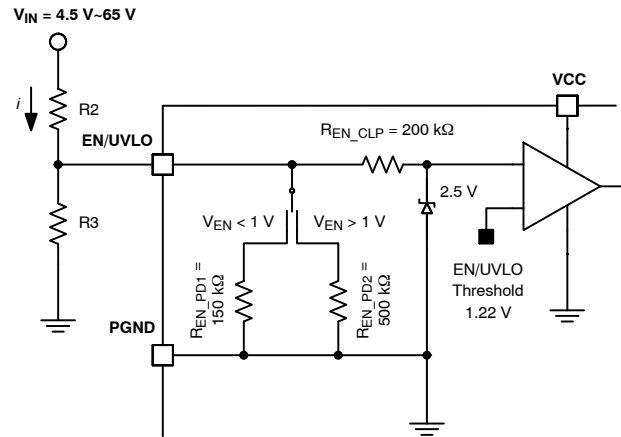 VIN = 4.5 V~65 V
i
R2
VCC
EN/UVLO
REN_CLP = 200 kΩ
R3
2.5 V
VEN < 1 V
VEN > 1 V
REN_PD1 =
150 kΩ
REN_PD2 =
500 kΩ
EN/UVLO
Threshold
1.22 V
PGND